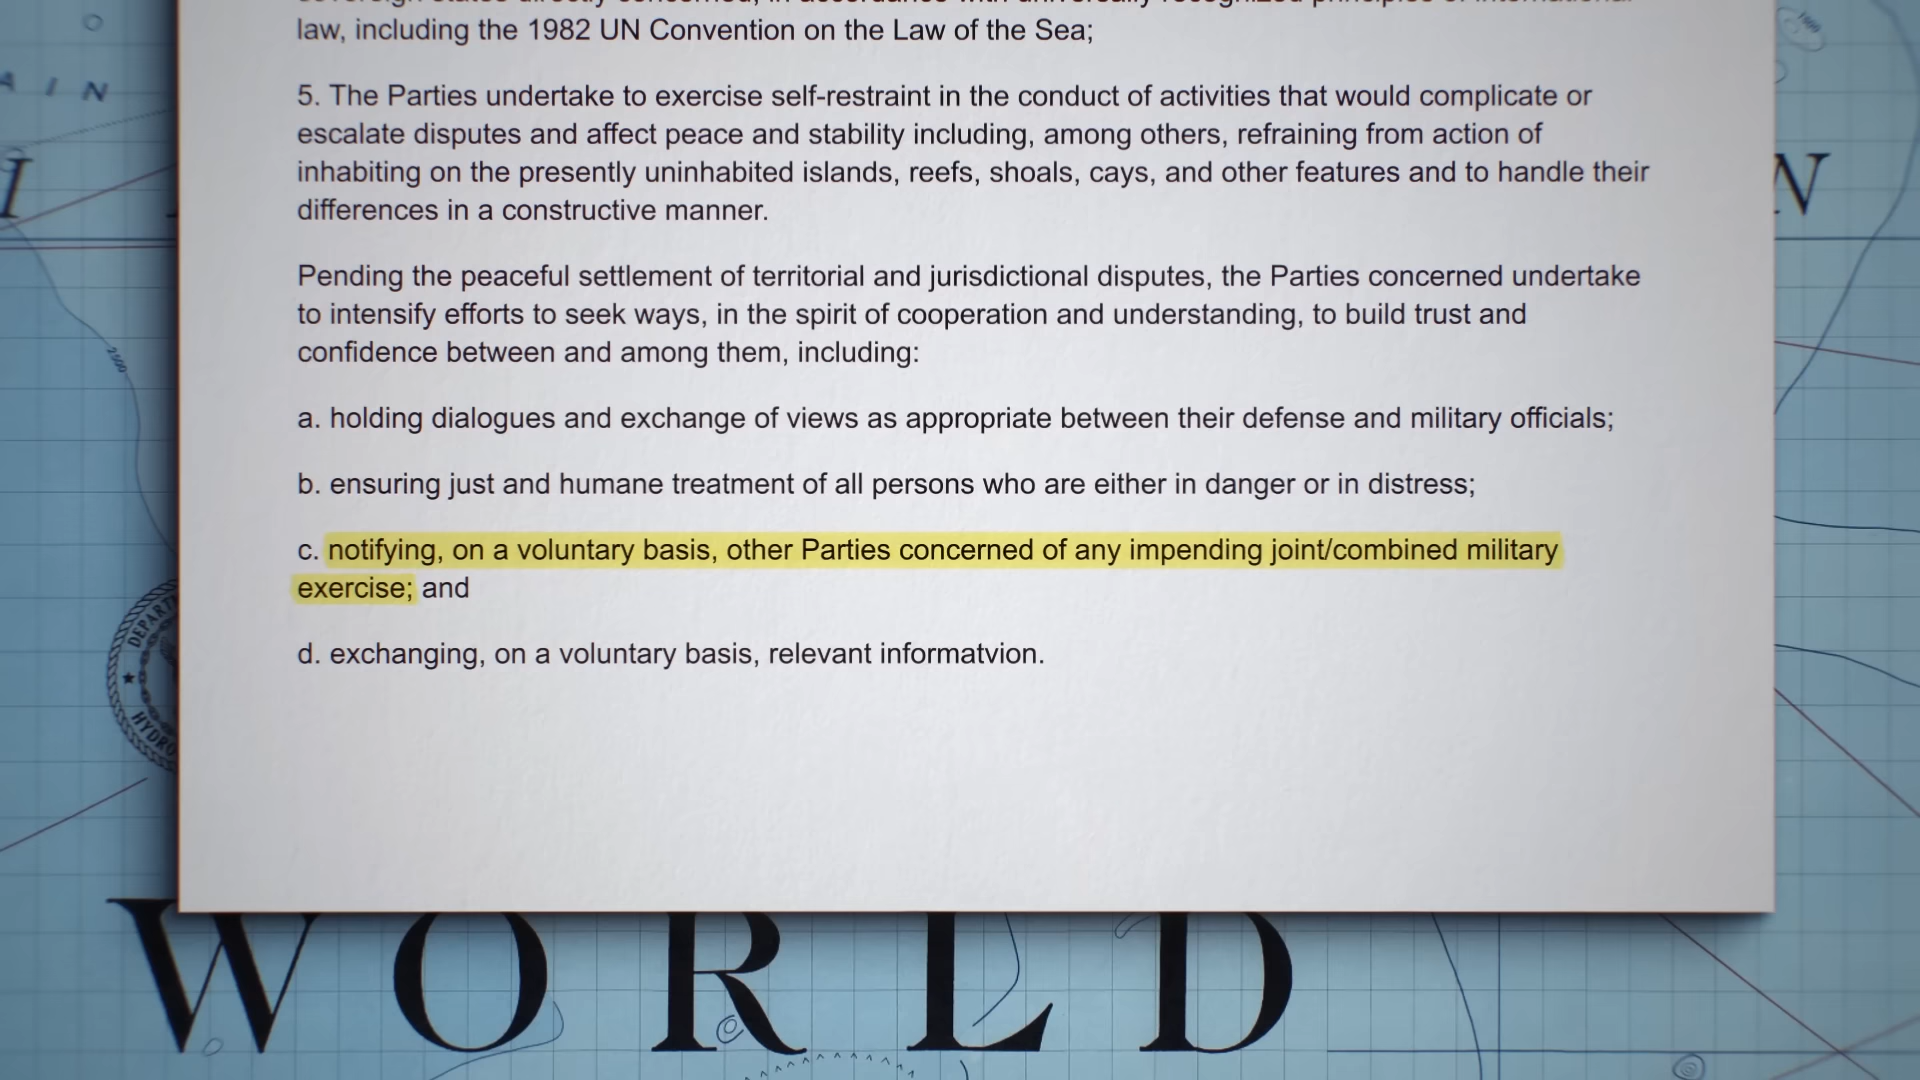 law, including the 1982 UN Convention on the Law of the Sea;
5. The Parties undertake to exercise self-restraint in the conduct of activities that would complicate or
escalate disputes and affect peace and stability including, among others, refraining from action of
inhabiting on the presently uninhabited islands, reefs, shoals, cays, and other features and to handle their
differences in a constructive manner.
Pending the peaceful settlement of territorial and jurisdictional disputes, the Parties concerned undertake
to intensify efforts to seek ways, in the spirit of cooperation and understanding, to build trust and
confidence between and among them, including:
a. holding dialogues and exchange of views as appropriate between their defense and military officials;
b. ensuring just and humane treatment of all persons who are either in danger or in distress;
c. notifying, on a voluntary basis, other Parties concerned of any impending joint/combined military
exercise; and
d. exchanging, on a voluntary basis, relevant informatvion.
A I N
N
2500
WORLD